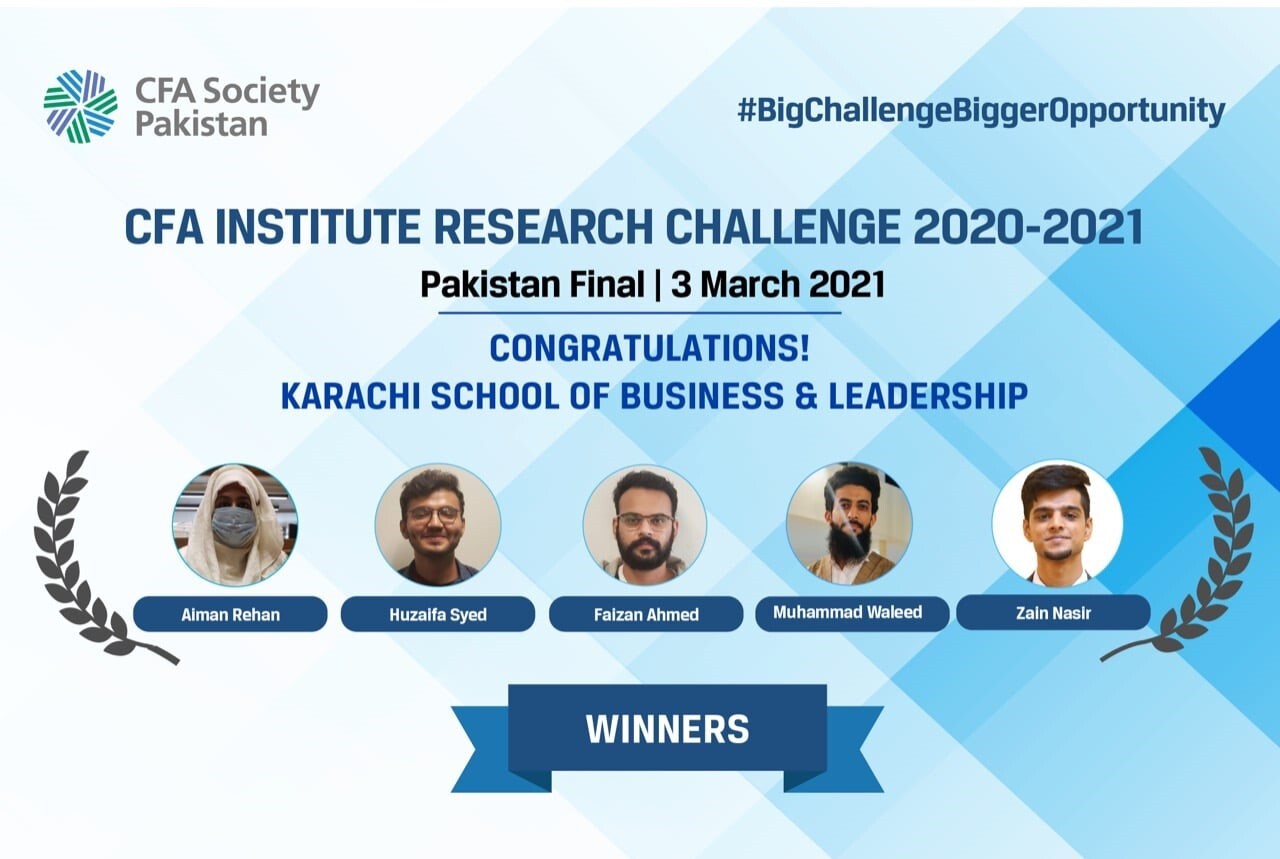 CFA Society
Pakistan
#BigChallengeBiggerOpportunity
CFA INSTITUTE RESEARCH CHALLENGE 2020-2021
Pakistan Final | 3 March 2021
CONGRATULATIONS!
KARACHI SCHOOL OF BUSINESS & LEADERSHIP
Aiman Rehan
Huzaifa Syed
Faizan Ahmed
Muhammad Waleed
Zain Nasir
WINNERS